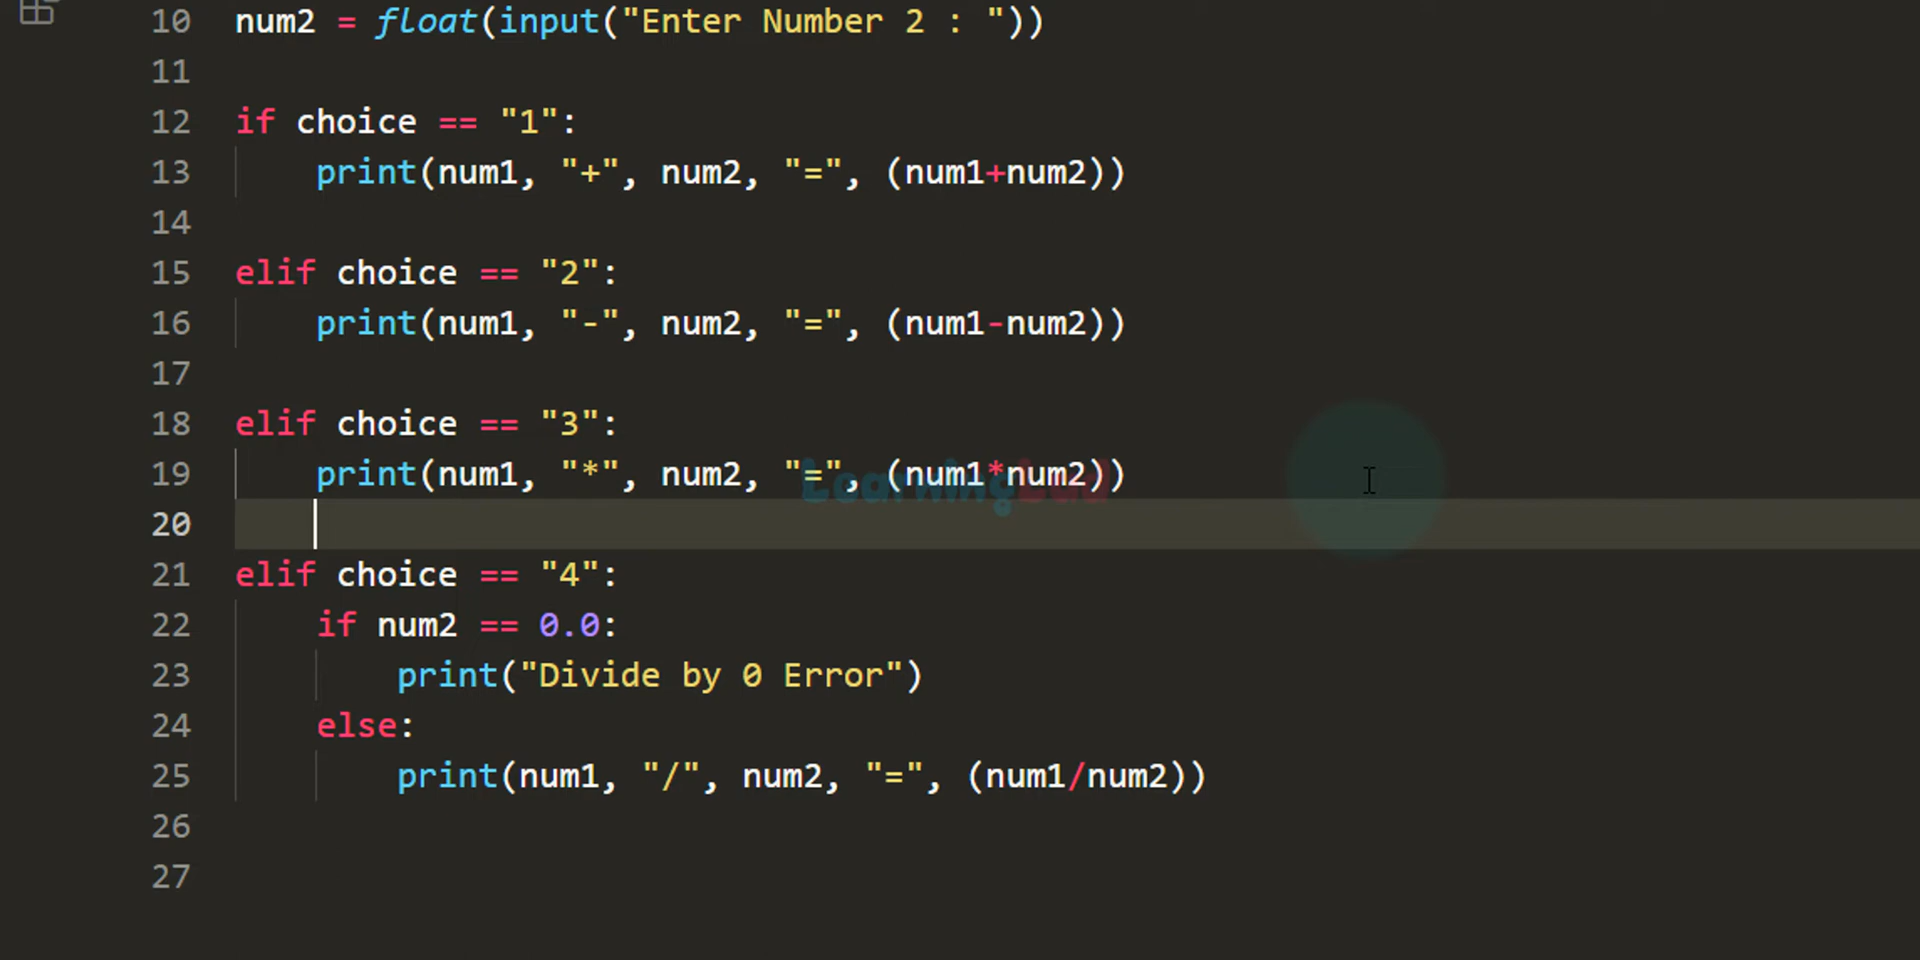 10 num2 = float(input("Enter Number 2 : "))
11
12 if choice == "1":
13     print(num1, "+", num2, "=", (num1+num2))
14
15 elif choice == "2":
16     print(num1, "-", num2, "=", (num1-num2))
17
18 elif choice == "3":
19     print(num1, "*", num2, "=", (num1*num2))
LearningLad
20
21 elif choice == "4":
22     if num2 == 0.0:
23         print("Divide by 0 Error")
24     else:
25         print(num1, "/", num2, "=", (num1/num2))
26
27